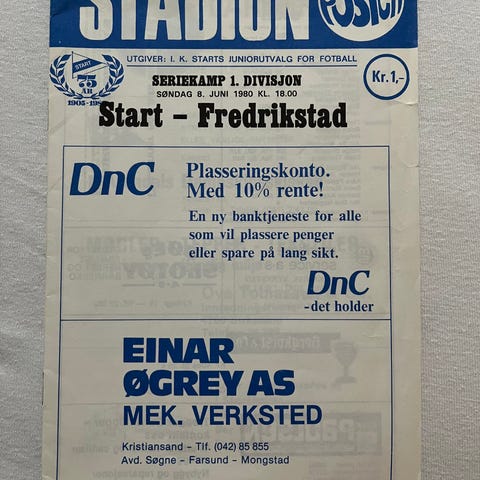 STADION
POSTEN
UTGIVER: I. K. STARTS JUNIORUTVALG FOR FOTBALL
START
75
ÅR
1905-198
SERIEKAMP 1. DIVISJON
SØNDAG 8. JUNI 1980 KL. 18.00
Kr. 1,-
Start – Fredrikstad
DnC
Plasseringskonto.
Med 10% rente!
En ny banktjeneste for alle
som vil plassere penger
eller spare på lang sikt.
DnC
-det holder
EINAR
ØGREY AS
MEK. VERKSTED
Kristiansand – Tlf. (042) 85 855
Avd. Søgne – Farsund – Mongstad